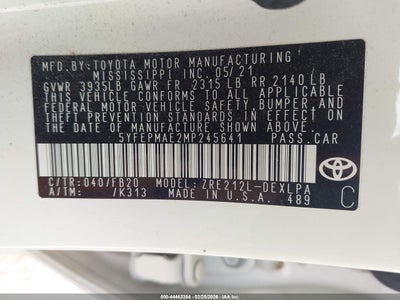 MFD. BY: TOYOTA MOTOR MANUFACTURING
MISSISSIPPI INC. 05/21
GVWR 3935LB GAWR FR. 2315 LB RR 2140 LB
THIS VEHICLE CONFORMS TO ALL APPLICABLE
FEDERAL MOTOR VEHICLE SAFETY, BUMPER, AND
THEFT PREVENTION STANDARDS IN EFFECT ON
THE DATE OF MANUFACTURE SHOWN ABOVE.
5YFEPMAE2MP245641 PASS.CAR
C/TR: 040/FB20 MODEL: ZRE212L-DEXLPA
A/TM: /K313 MADE IN U.S.A. 489
TOYOTA
C
000-44462384 - 02/25/2026 - 000